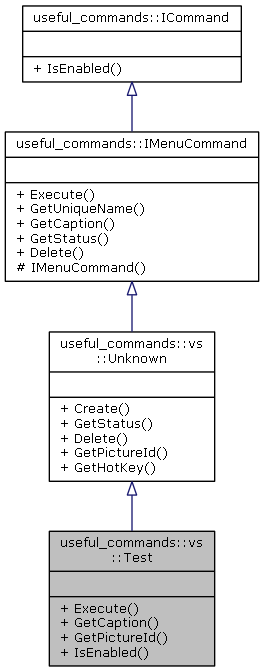 useful_commands::ICommand
+ IsEnabled()
useful_commands::IMenuCommand
+ Execute()
+ GetUniqueName()
+ GetCaption()
+ GetStatus()
+ Delete()
# IMenuCommand()
useful_commands::vs
::Unknown
+ Create()
+ GetStatus()
+ Delete()
+ GetPictureId()
+ GetHotKey()
useful_commands::vs
::Test
+ Execute()
+ GetCaption()
+ GetPictureId()
+ IsEnabled()